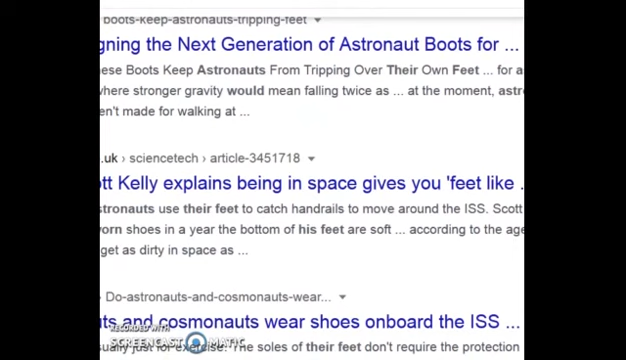 boots-keep-astronauts-tripping-feet
gning the Next Generation of Astronaut Boots for ...
nese Boots Keep Astronauts From Tripping Over Their Own Feet ... for a
where stronger gravity would mean falling twice as ... at the moment, astr
en't made for walking at ...
.uk › sciencetech › article-3451718
ott Kelly explains being in space gives you 'feet like .
stronauts use their feet to catch handrails to move around the ISS. Scott
vorn shoes in a year the bottom of his feet are soft ... according to the age
get as dirty in space as ...
› Do-astronauts-and-cosmonauts-wear...
uts and cosmonauts wear shoes onboard the ISS ...
RECORDED WITH
SCREENCAST MATIC
sually just for exercise. The soles of their feet don't require the protection